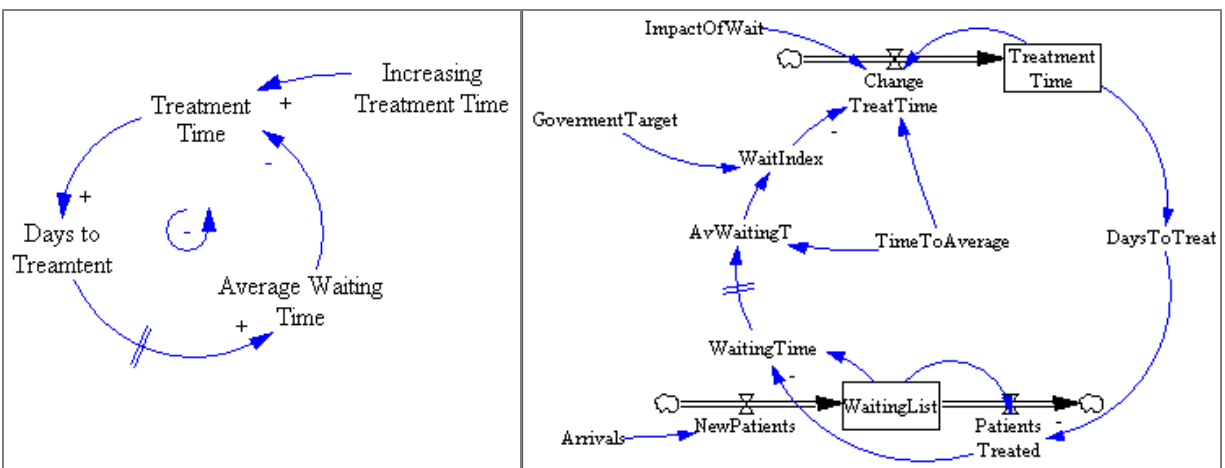 Increasing
Treatment Time
+
Treatment
Time
-
+
Days to
Treamtent
-
Average Waiting
Time
+
ImpactOfWait
Treatment
Time
Change
TreatTime
-
GovermentTarget
WaitIndex
AvWaitingT
TimeToAverage
DaysToTreat
WaitingTime
-
WaitingList
NewPatients
Patients
Treated
-
Arrivals